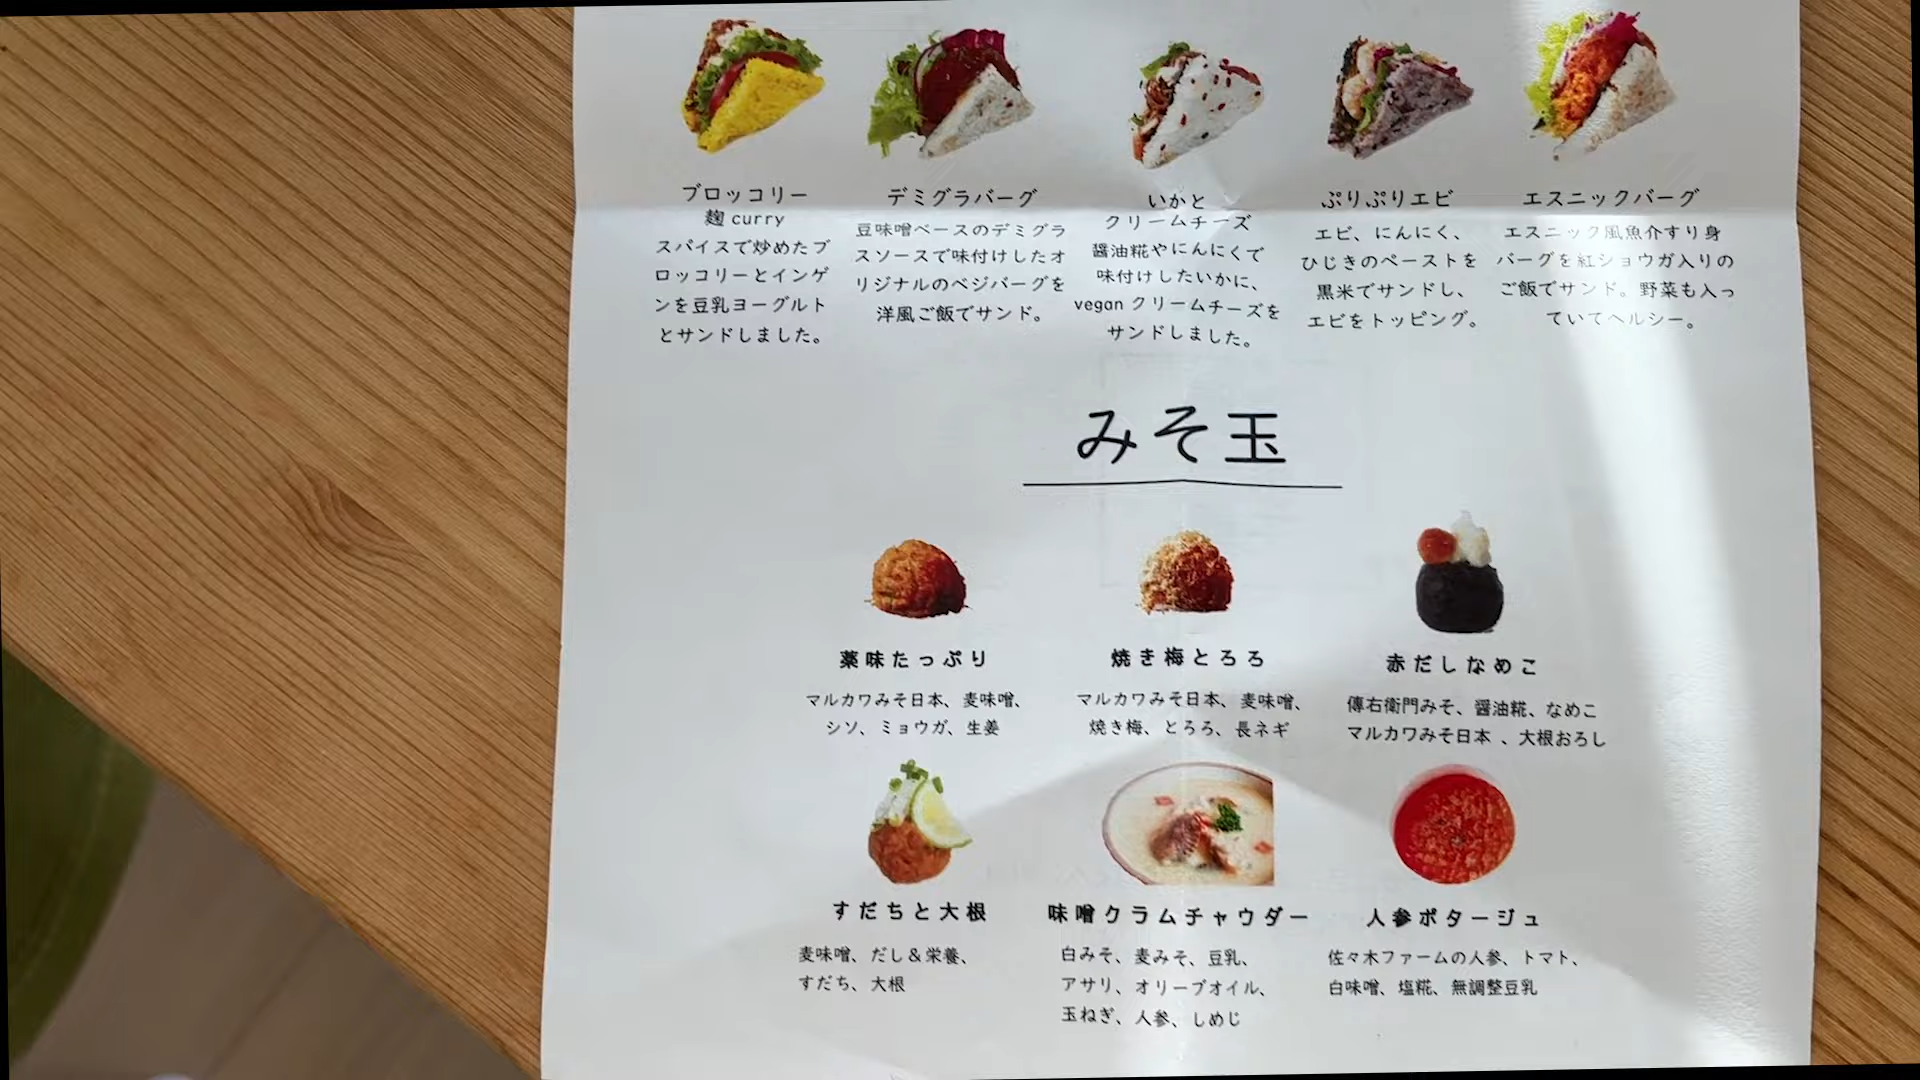 ブロッコリー
麹 curry
スパイスで炒めたブ
ロッコリーとインゲ
ンを豆乳ヨーグルト
とサンドしました。
デミグラバーグ
豆味噌ベースのデミグラ
スソースで味付けしたオ
リジナルのベジバーグを
洋風ご飯でサンド。
いかと
クリームチーズ
醤油糀やにんにくで
味付けしたいかに、
vegan クリームチーズを
サンドしました。
ぷりぷりエビ
エビ、にんにく、
ひじきのペーストを
黒米でサンドし、
エビをトッピング。
エスニックバーグ
エスニック風魚介すり身
バーグを紅ショウガ入りの
ご飯でサンド。野菜も入っ
ていてヘルシー。
みそ玉
薬味たっぷり
マルカワみそ日本、麦味噌、
シソ、ミョウガ、生姜
焼き梅とろろ
マルカワみそ日本、麦味噌、
焼き梅、とろろ、長ネギ
赤だしなめこ
傳右衛門みそ、醤油糀、なめこ
マルカワみそ日本 、大根おろし
すだちと大根
麦味噌、だし＆栄養、
すだち、大根
味噌クラムチャウダー
白みそ、麦みそ、豆乳、
アサリ、オリーブオイル、
玉ねぎ、人参、しめじ
人参ポタージュ
佐々木ファームの人参、トマト、
白味噌、塩糀、無調整豆乳